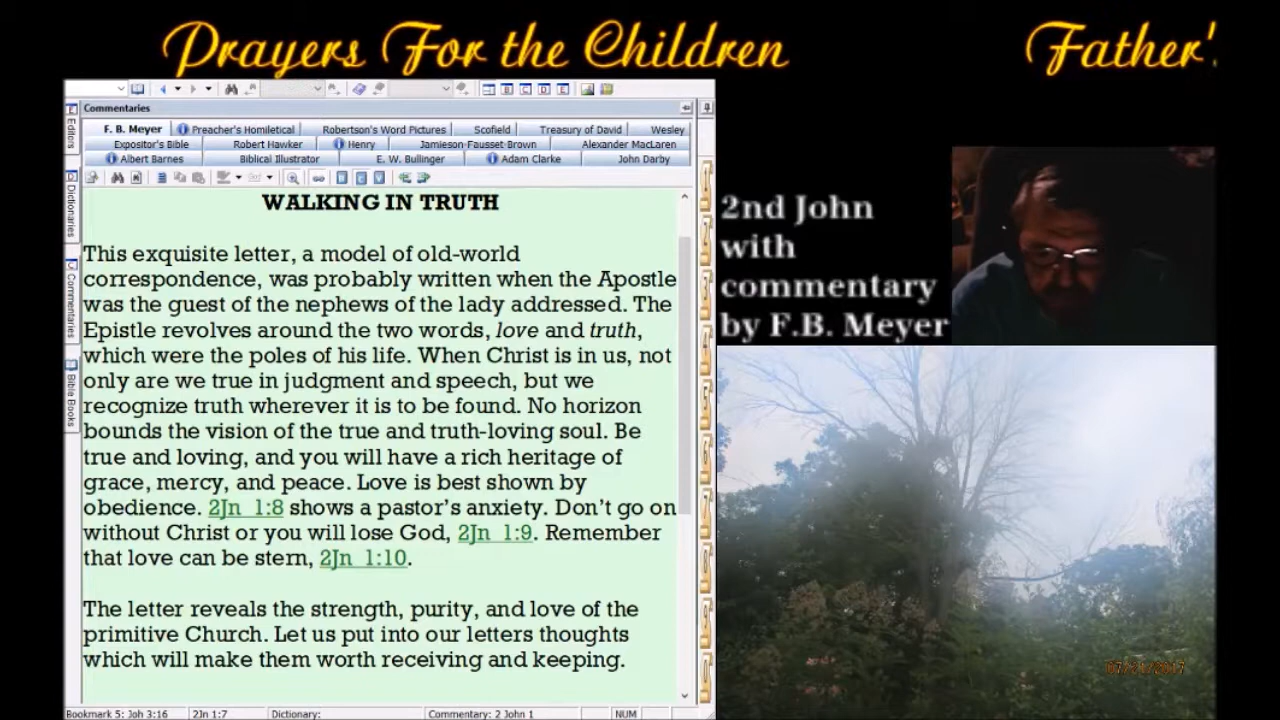 Prayers For the Children
Father'
Commentaries
F. B. Meyer Preacher's Homiletical Robertson's Word Pictures Scofield Treasury of David Wesley
Expositor's Bible Robert Hawker Henry Jamieson-Fausset-Brown Alexander MacLaren
Albert Barnes Biblical Illustrator E. W. Bullinger Adam Clarke John Darby
Editors
Dictionaries
Commentaries
Bible Books
WALKING IN TRUTH
This exquisite letter, a model of old-world
correspondence, was probably written when the Apostle
was the guest of the nephews of the lady addressed. The
Epistle revolves around the two words, love and truth,
which were the poles of his life. When Christ is in us, not
only are we true in judgment and speech, but we
recognize truth wherever it is to be found. No horizon
bounds the vision of the true and truth-loving soul. Be
true and loving, and you will have a rich heritage of
grace, mercy, and peace. Love is best shown by
obedience. 2Jn 1:8 shows a pastor's anxiety. Don't go on
without Christ or you will lose God, 2Jn 1:9. Remember
that love can be stern, 2Jn 1:10.
The letter reveals the strength, purity, and love of the
primitive Church. Let us put into our letters thoughts
which will make them worth receiving and keeping.
Bookmark 5: Joh 3:16 2Jn 1:7 Dictionary: Commentary: 2 John 1 NUM
2nd John
with
commentary
by F.B. Meyer